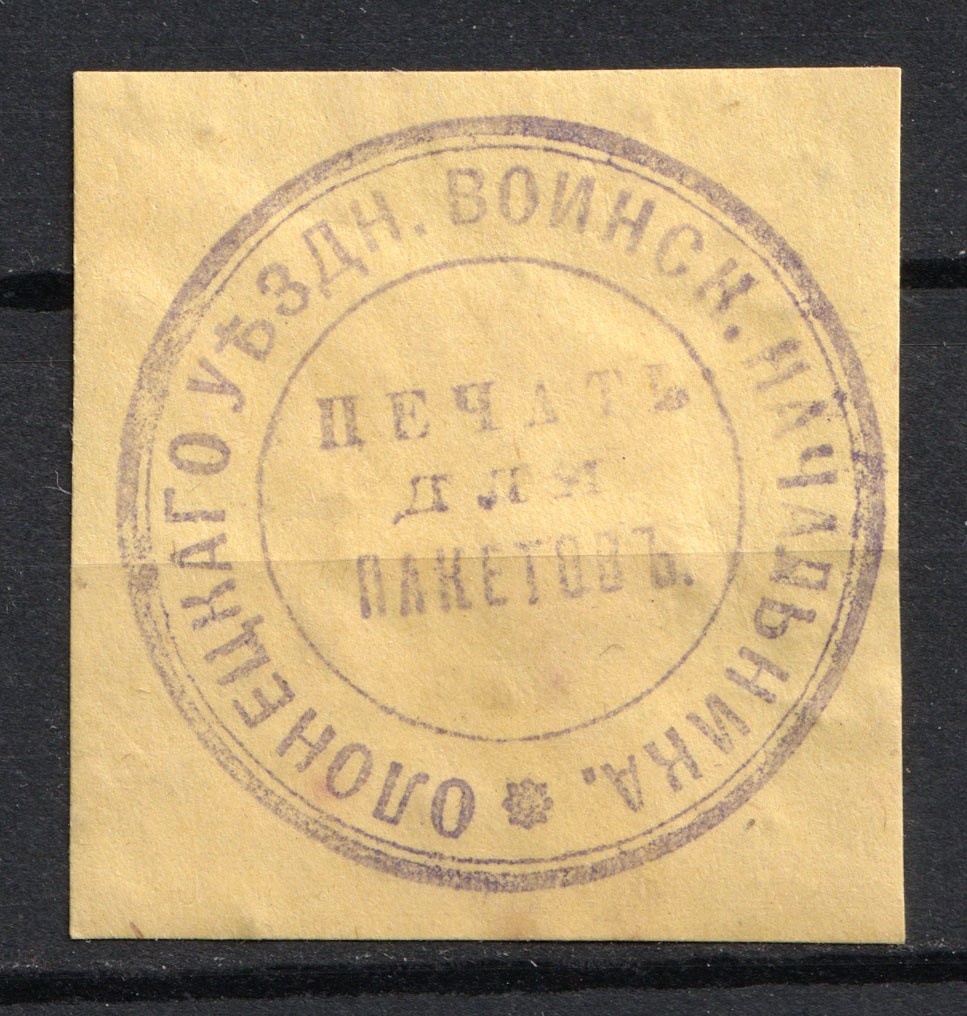 ОЛОНЕЦКАГО УѢЗДН. ВОИНСК. НАЧАЛЬНИКА.
ПЕЧАТЬ
ДЛЯ
ПАКЕТОВЪ.